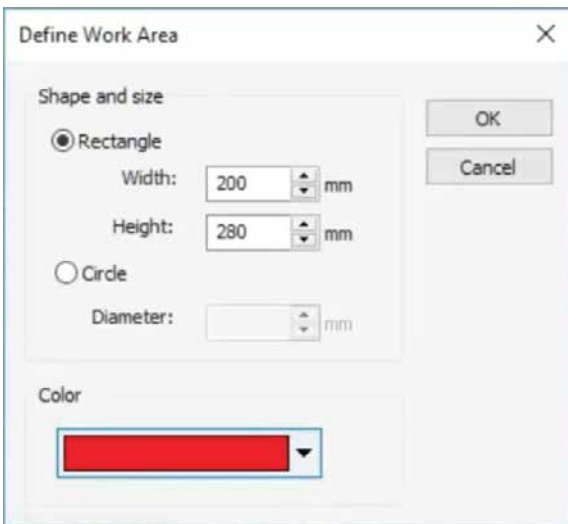 Define Work Area
Shape and size
OK
Rectangle
Cancel
Width: 200 mm
Height: 280 mm
Circle
Diameter: mm
Color